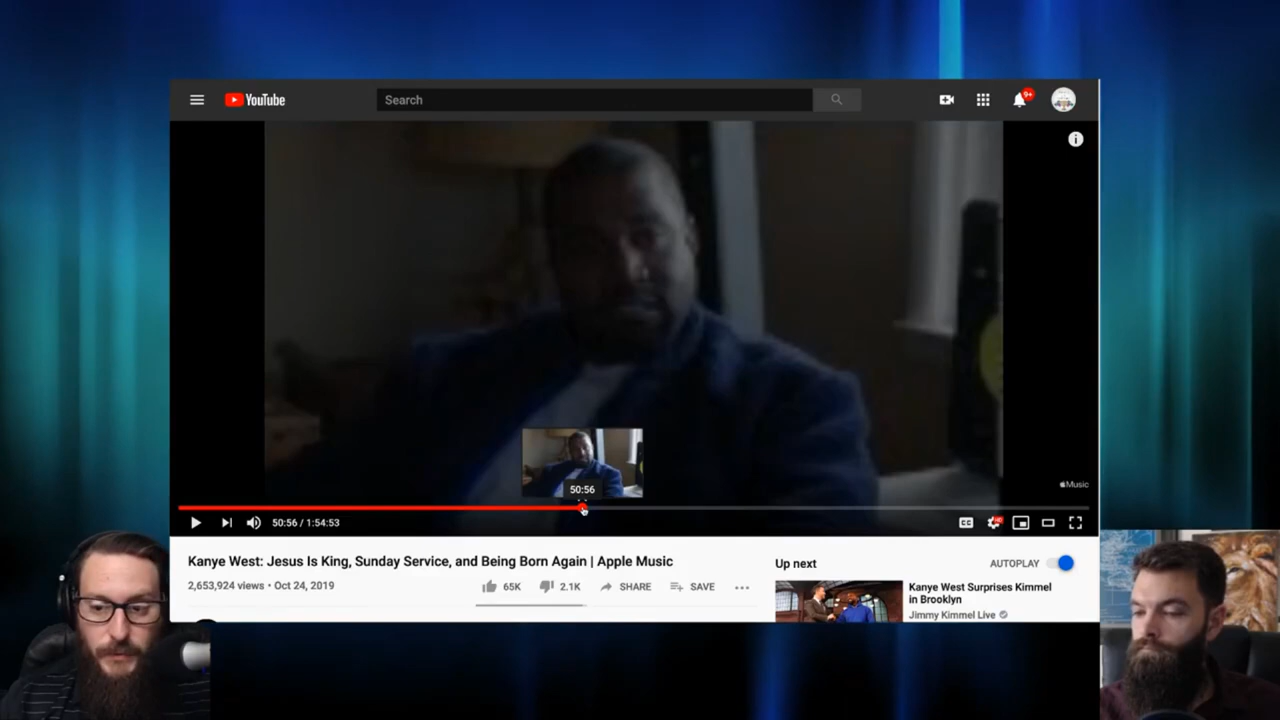 YouTube
Search
9+
50:56
Music
50:56 / 1:54:53
CC
Kanye West: Jesus Is King, Sunday Service, and Being Born Again | Apple Music
2,653,924 views • Oct 24, 2019
65K
2.1K
SHARE
SAVE
Up next
AUTOPLAY
Kanye West Surprises Kimmel
in Brooklyn
Jimmy Kimmel Live